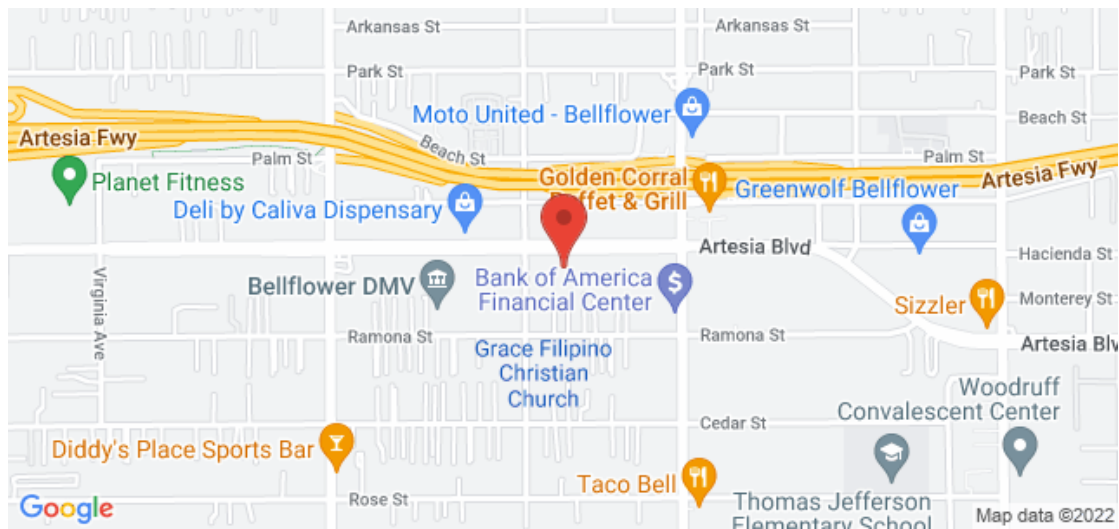 Arkansas St
Arkansas St
Park St
Park St
Park St
Moto United - Bellflower
Beach St
Artesia Fwy
Beach St
Palm St
Palm St
Planet Fitness
Golden Corral
Buffet & Grill
Greenwolf Bellflower
Artesia Fwy
Deli by Caliva Dispensary
Artesia Blvd
Hacienda St
Bellflower DMV
Bank of America
Financial Center
Virginia Ave
Sizzler
Monterey St
Ramona St
Ramona St
Artesia Blv
Grace Filipino
Christian
Church
Woodruff
Convalescent Center
Cedar St
Diddy's Place Sports Bar
Taco Bell
Rose St
Thomas Jefferson
Elementary School
Google
Map data ©2022